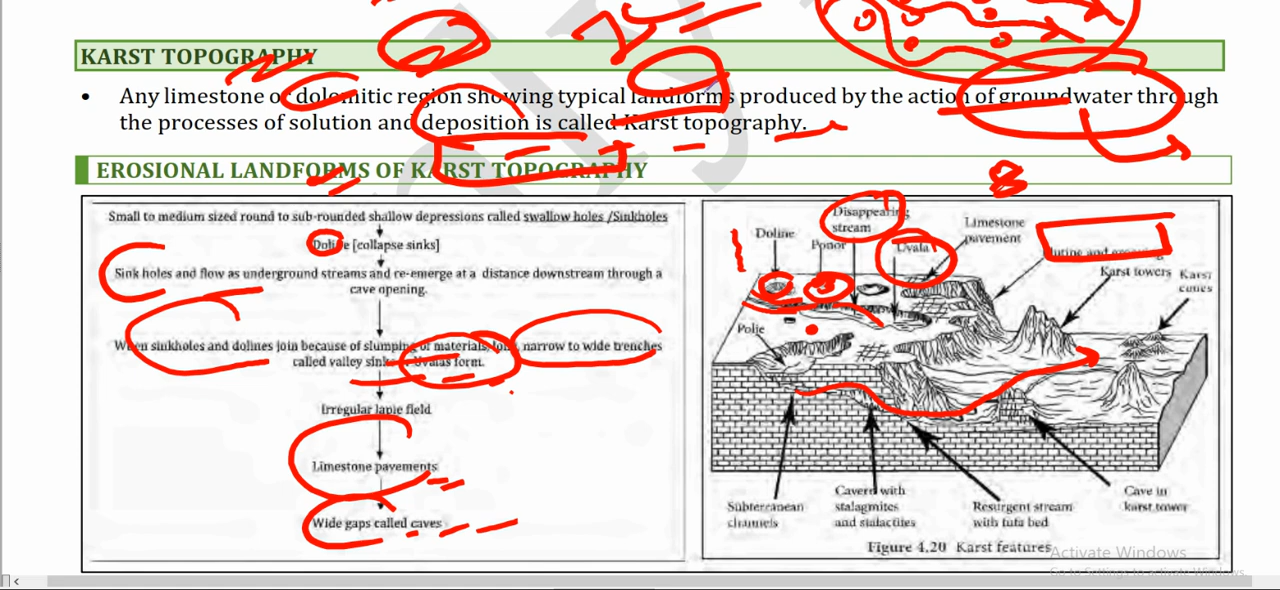 KARST TOPOGRAPHY
• Any limestone or dolomitic region showing typical landforms produced by the action of groundwater through
the processes of solution and deposition is called Karst topography.
EROSIONAL LANDFORMS OF KARST TOPOGRAPHY
Small to medium sized round to sub-rounded shallow depressions called swallow holes /Sinkholes
Doline [collapse sinks]
Sink holes and flow as underground streams and re-emerge at a distance downstream through a
cave opening.
When sinkholes and dolines join because of slumping of materials, long, narrow to wide trenches
called valley sinks or Uvalas form.
Irregular lapie field
Limestone pavements
Wide gaps called caves
Disappearing
stream
Doline
Ponor
Uvala
Limestone
pavement
Karst towers
Karst
cones
Polje
Subterranean
channels
Cavern with
stalagmites
and stalactites
Resurgent stream
with tufa bed
Cave in
karst tower
Figure 4.20 Karst features
Activate Windows
Go to Settings to activate Windows.